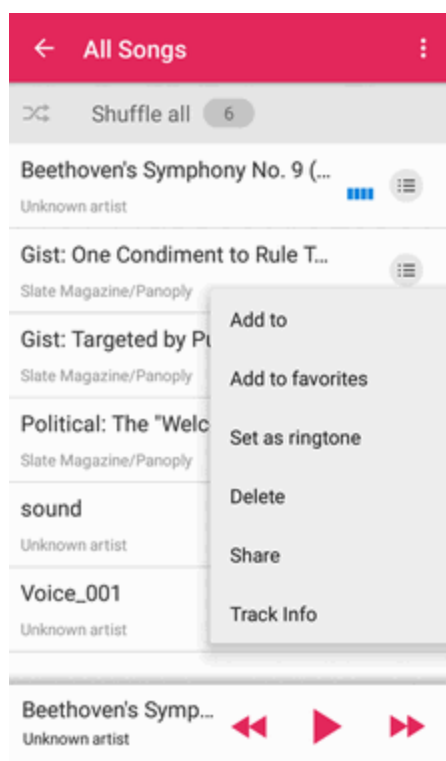 All Songs
Shuffle all 6
Beethoven's Symphony No. 9 (...
Unknown artist
Gist: One Condiment to Rule T...
Slate Magazine/Panoply
Gist: Targeted by Pu
Slate Magazine/Panoply
Political: The "Welc
Slate Magazine/Panoply
sound
Unknown artist
Voice_001
Unknown artist
Add to
Add to favorites
Set as ringtone
Delete
Share
Track Info
Beethoven's Symp...
Unknown artist